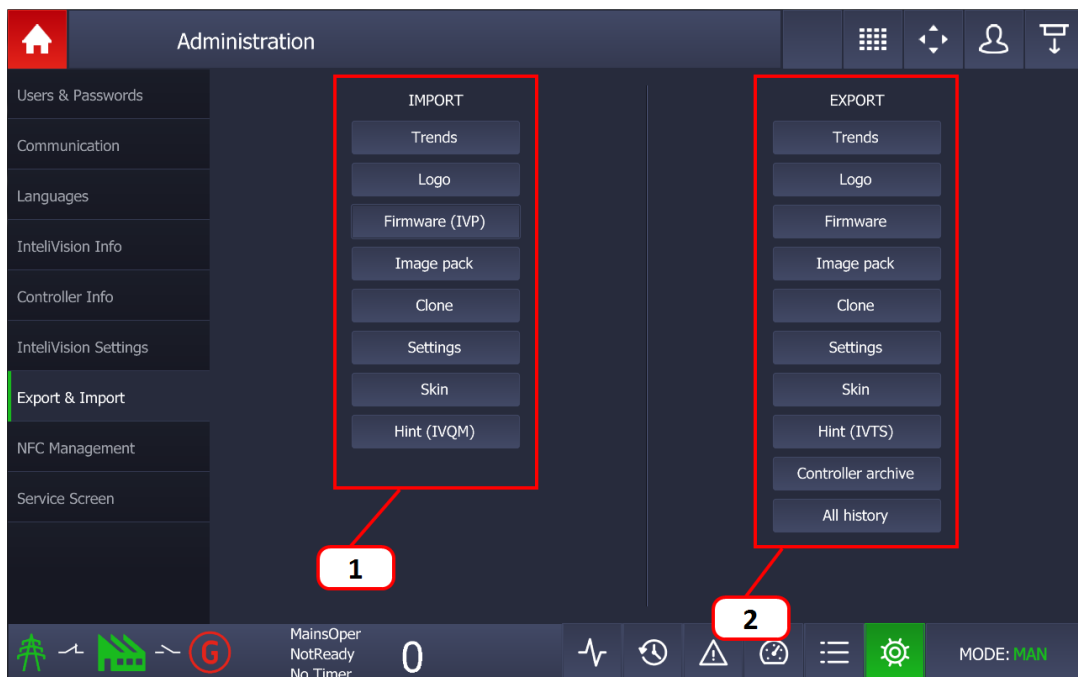 Administration
Users & Passwords
Communication
Languages
InteliVision Info
Controller Info
InteliVision Settings
Export & Import
NFC Management
Service Screen
IMPORT
Trends
Logo
Firmware (IVP)
Image pack
Clone
Settings
Skin
Hint (IVQM)
1
EXPORT
Trends
Logo
Firmware
Image pack
Clone
Settings
Skin
Hint (IVTS)
Controller archive
All history
2
G
MainsOper
NotReady
No Timer
0
MODE: MAN